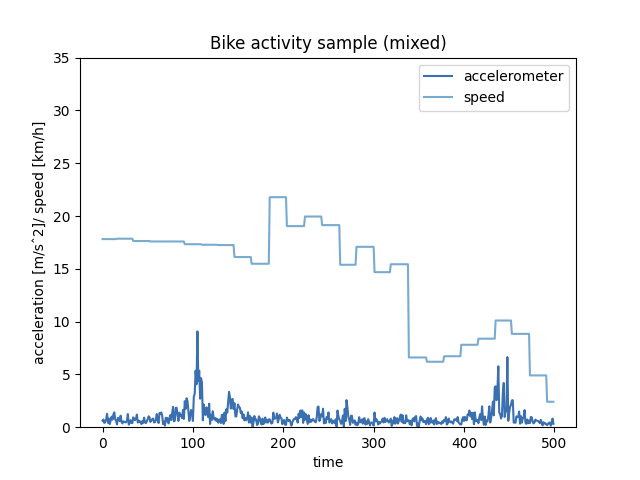 Bike activity sample (mixed)
accelerometer
speed
35
30
25
20
15
10
5
0
acceleration [m/s^2]/ speed [km/h]
0 100 200 300 400 500
time